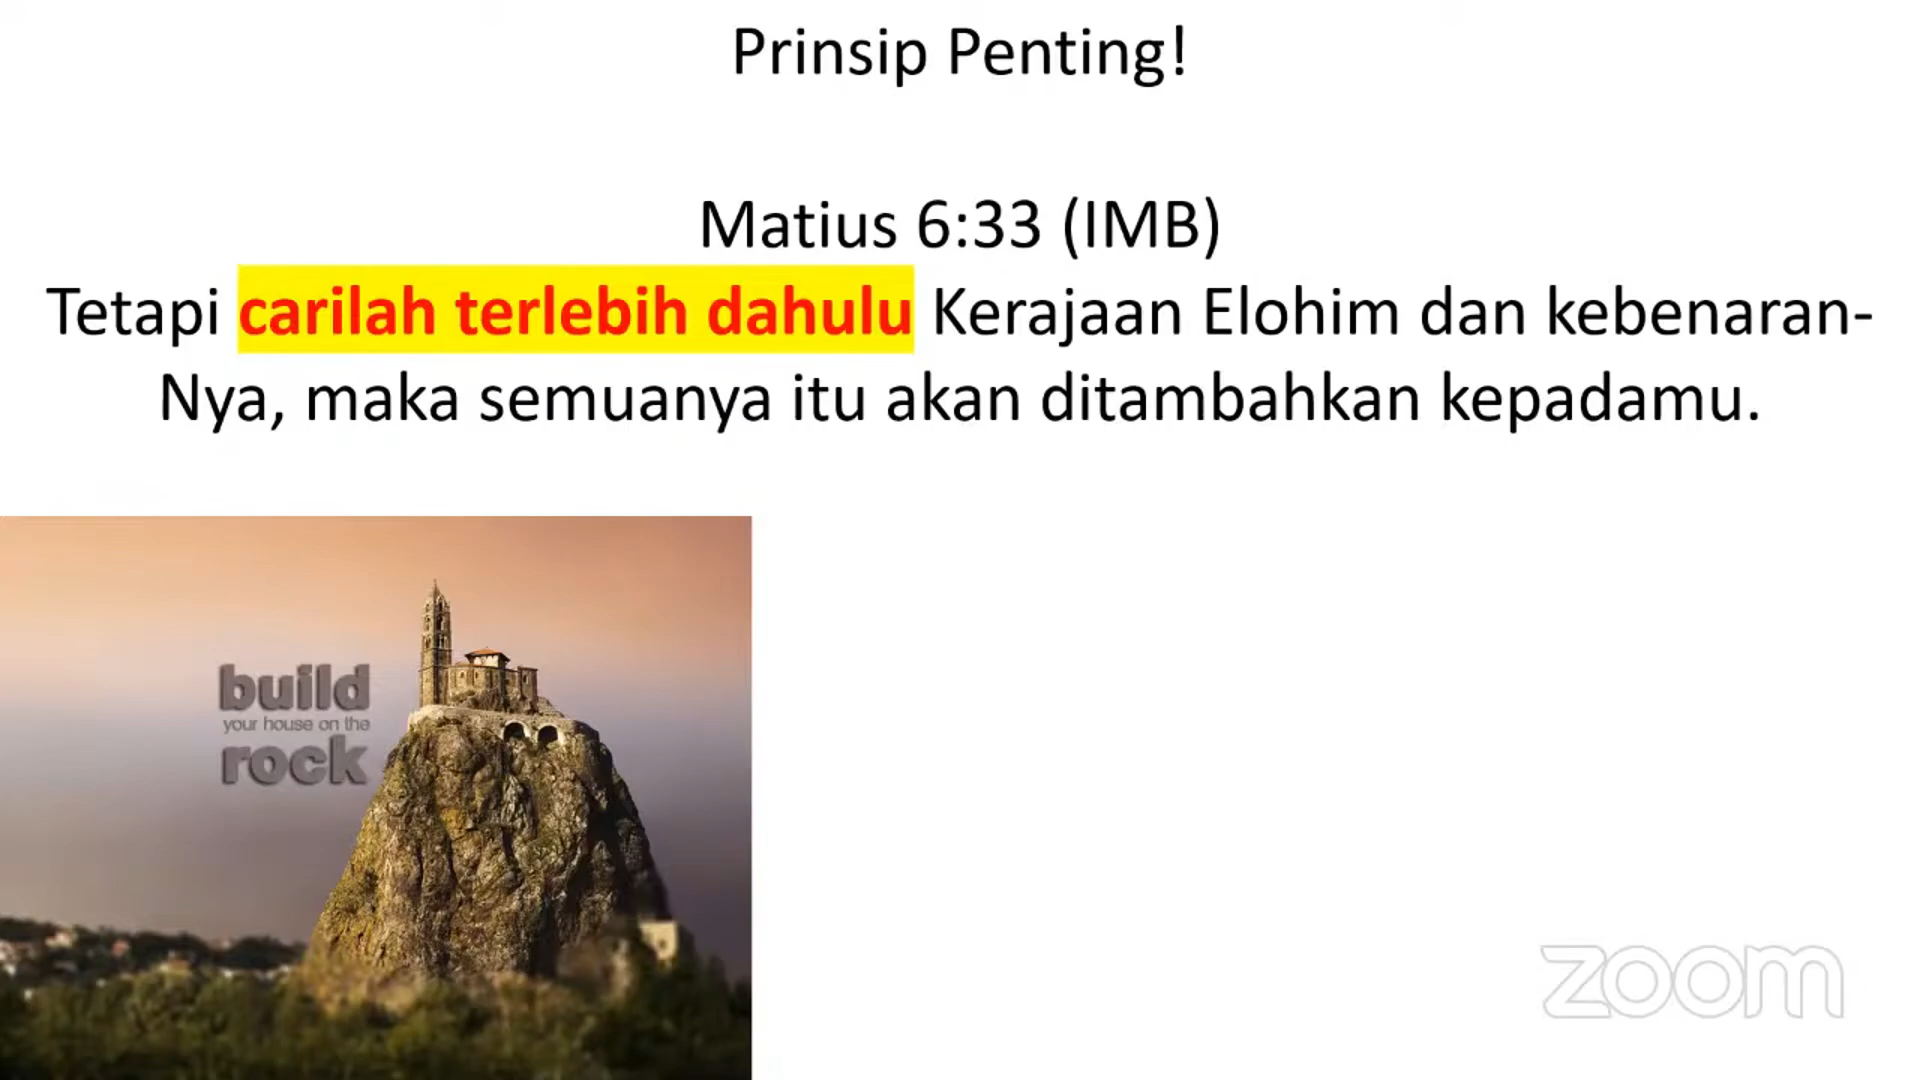 Prinsip Penting!
Matius 6:33 (IMB)
Tetapi carilah terlebih dahulu Kerajaan Elohim dan kebenaran-
Nya, maka semuanya itu akan ditambahkan kepadamu.
build
your house on the
rock
zoom